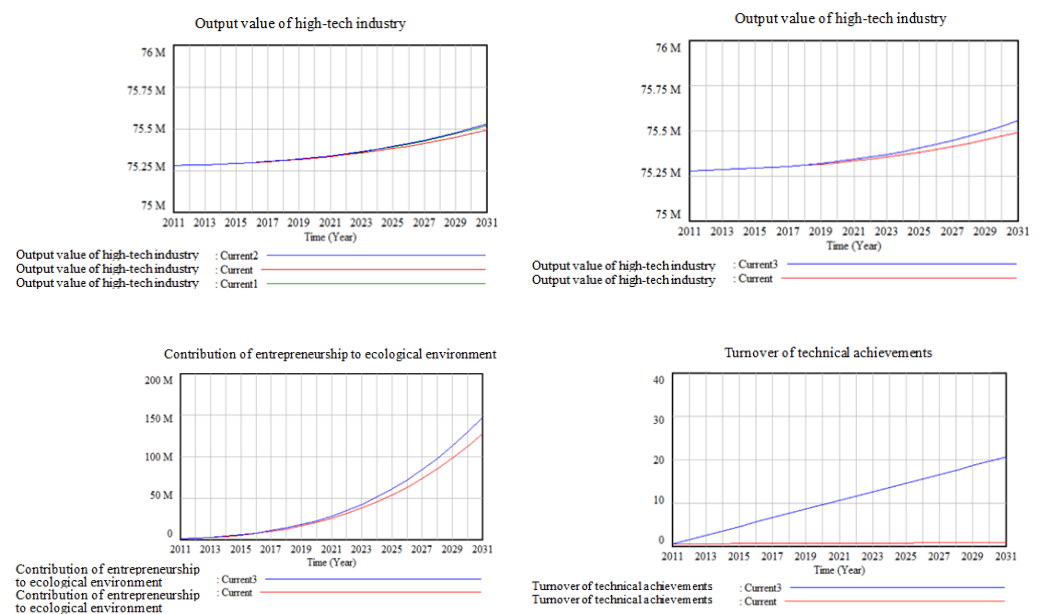 Output value of high-tech industry
76 M
75.75 M
75.5 M
75.25 M
75 M
2011 2013 2015 2017 2019 2021 2023 2025 2027 2029 2031
Time (Year)
Output value of high-tech industry : Current2
Output value of high-tech industry : Current
Output value of high-tech industry : Current1
Output value of high-tech industry
76 M
75.75 M
75.5 M
75.25 M
75 M
2011 2013 2015 2017 2019 2021 2023 2025 2027 2029 2031
Time (Year)
Output value of high-tech industry : Current3
Output value of high-tech industry : Current
Contribution of entrepreneurship to ecological environment
200 M
150 M
100 M
50 M
0
2011 2013 2015 2017 2019 2021 2023 2025 2027 2029 2031
Time (Year)
Contribution of entrepreneurship
to ecological environment : Current3
Contribution of entrepreneurship : Current
to ecological environment
Turnover of technical achievements
40
30
20
10
0
2011 2013 2015 2017 2019 2021 2023 2025 2027 2029 2031
Time (Year)
Turnover of technical achievements : Current3
Turnover of technical achievements : Current